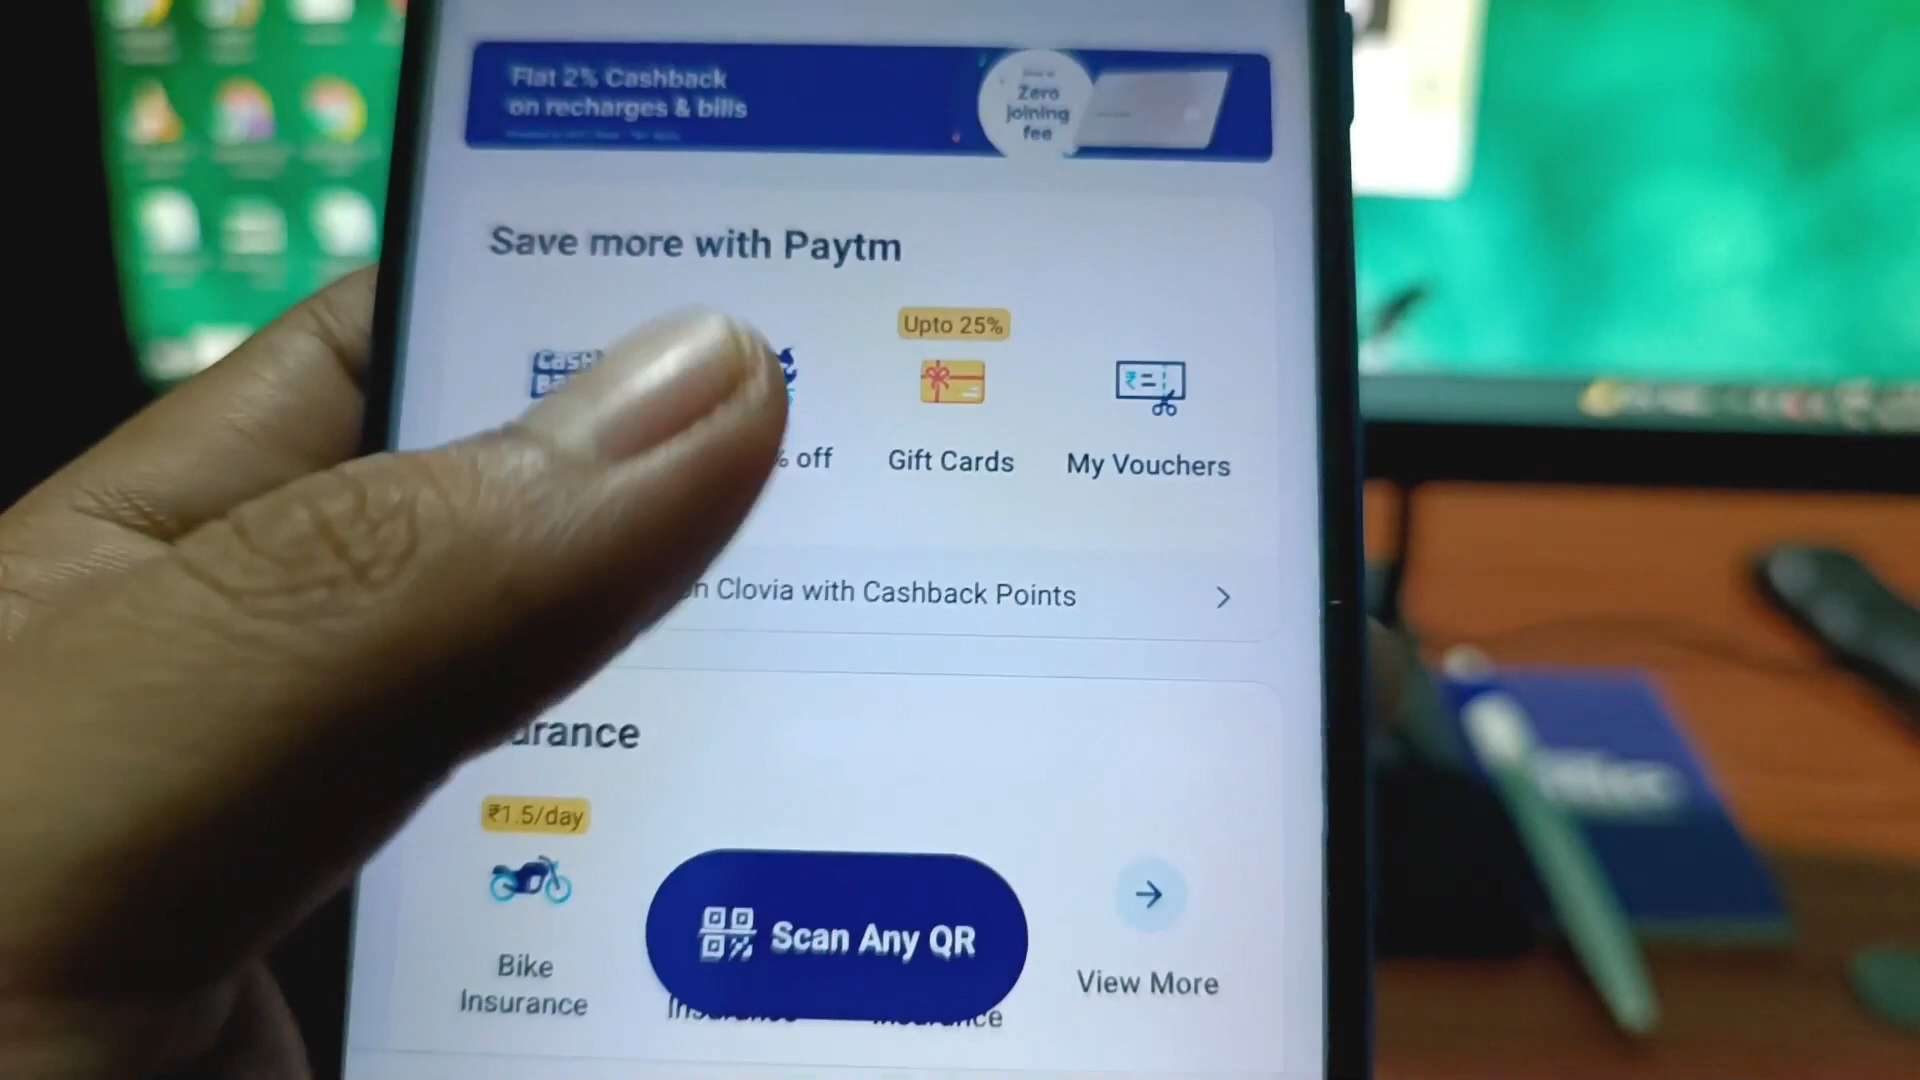 Flat 2% Cashback
on recharges & bills
Zero
joining
fee
Save more with Paytm
Upto 25%
Cash
% off
Gift Cards
My Vouchers
Clovia with Cashback Points
₹1.5/day
Bike
Insurance
Scan Any QR
View More